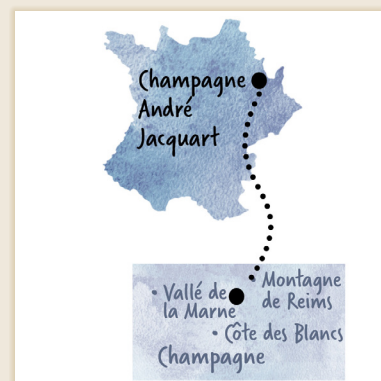 Champagne
André
Jacquart
• Vallé de
la Marne
• Montagne
de Reims
• Côte des Blancs
Champagne